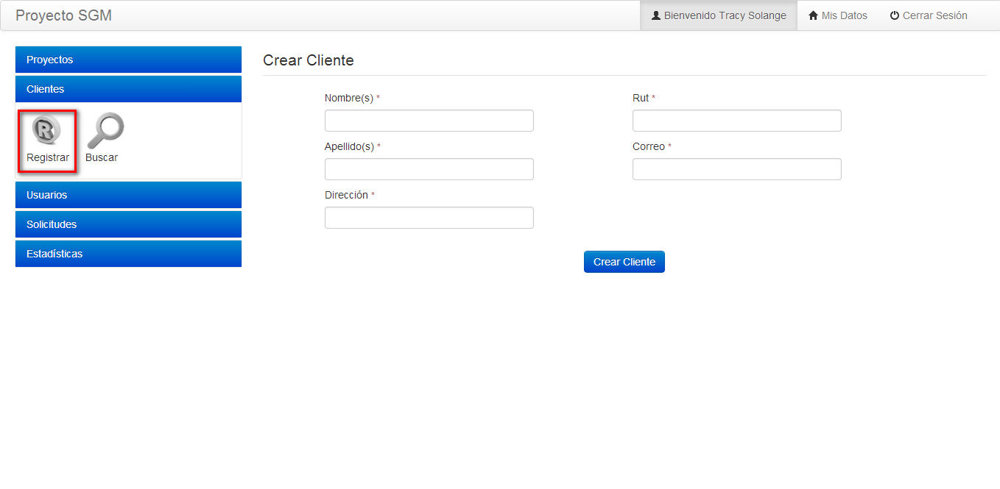 Proyecto SGM
Bienvenido Tracy Solange
Mis Datos
Cerrar Sesión
Proyectos
Clientes
R
Registrar
Buscar
Usuarios
Solicitudes
Estadísticas
Crear Cliente
Nombre(s) *
Rut *
Apellido(s) *
Correo *
Dirección *
Crear Cliente